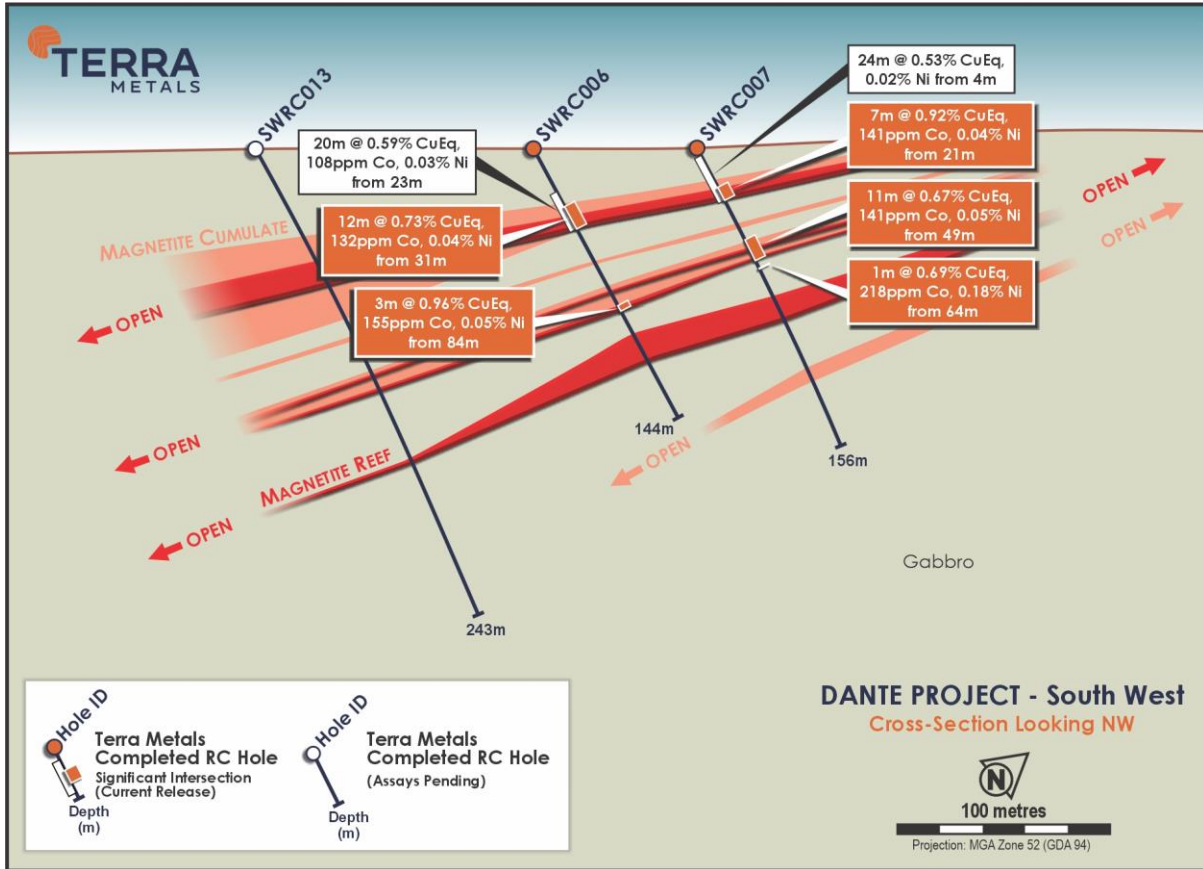 TERRA
METALS
SWRC013
SWRC006
SWRC007
24m @ 0.53% CuEq,
0.02% Ni from 4m
20m @ 0.59% CuEq,
108ppm Co, 0.03% Ni
from 23m
7m @ 0.92% CuEq,
141ppm Co, 0.04% Ni
from 21m
12m @ 0.73% CuEq,
132ppm Co, 0.04% Ni
from 31m
11m @ 0.67% CuEq,
141ppm Co, 0.05% Ni
from 49m
3m @ 0.96% CuEq,
155ppm Co, 0.05% Ni
from 84m
1m @ 0.69% CuEq,
218ppm Co, 0.18% Ni
from 64m
OPEN
OPEN
MAGNETITE CUMULATE
OPEN
OPEN
MAGNETITE REEF
OPEN
OPEN
144m
156m
243m
Gabbro
Hole ID
Terra Metals
Completed RC Hole
Significant Intersection
(Current Release)
Depth
(m)
Hole ID
Terra Metals
Completed RC Hole
(Assays Pending)
Depth
(m)
DANTE PROJECT - South West
Cross-Section Looking NW
N
100 metres
Projection: MGA Zone 52 (GDA 94)